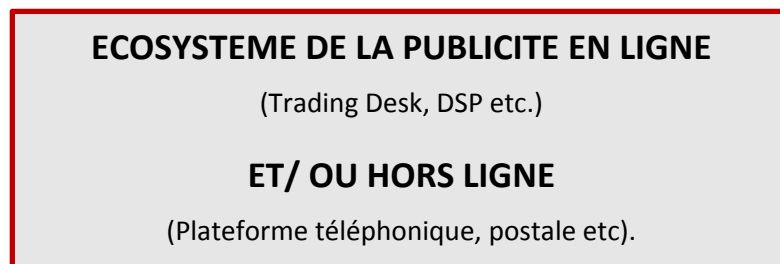 ECOSYSTEME DE LA PUBLICITE EN LIGNE
(Trading Desk, DSP etc.)
ET/ OU HORS LIGNE
(Plateforme téléphonique, postale etc).